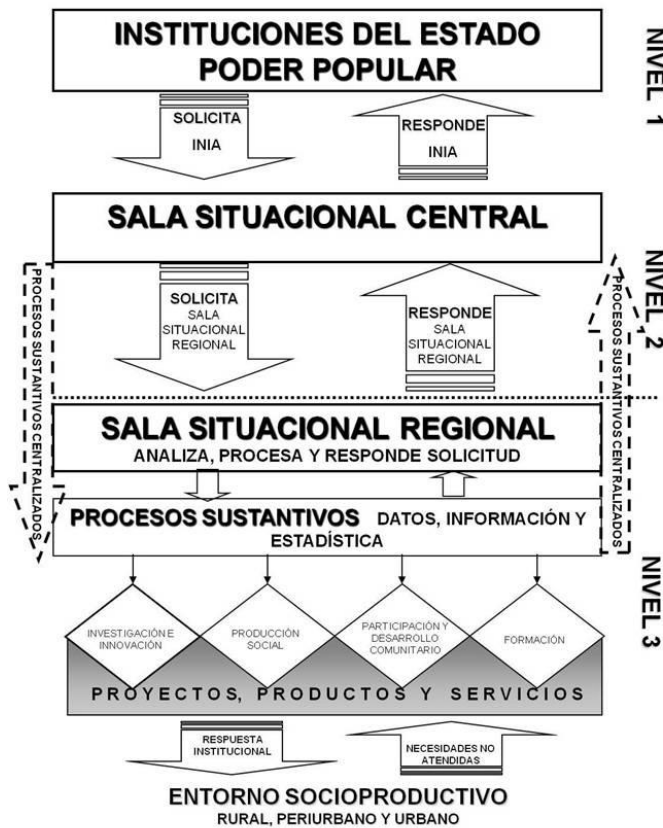 INSTITUCIONES DEL ESTADO
PODER POPULAR
NIVEL 1
SOLICITA
INIA
RESPONDE
INIA
SALA SITUACIONAL CENTRAL
NIVEL 2
PROCESOS SUSTANTIVOS CENTRALIZADOS
SOLICITA
SALA
SITUACIONAL
REGIONAL
RESPONDE
SALA
SITUACIONAL
REGIONAL
PROCESOS SUSTANTIVOS CENTRALIZADOS
SALA SITUACIONAL REGIONAL
ANALIZA, PROCESA Y RESPONDE SOLICITUD
PROCESOS SUSTANTIVOS DATOS, INFORMACIÓN Y
ESTADÍSTICA
NIVEL 3
INVESTIGACIÓN E
INNOVACIÓN
PRODUCCIÓN
SOCIAL
PARTICIPACIÓN Y
DESARROLLO
COMUNITARIO
FORMACIÓN
PROYECTOS, PRODUCTOS Y SERVICIOS
RESPUESTA
INSTITUCIONAL
NECESIDADES NO
ATENDIDAS
ENTORNO SOCIOPRODUCTIVO
RURAL, PERIURBANO Y URBANO